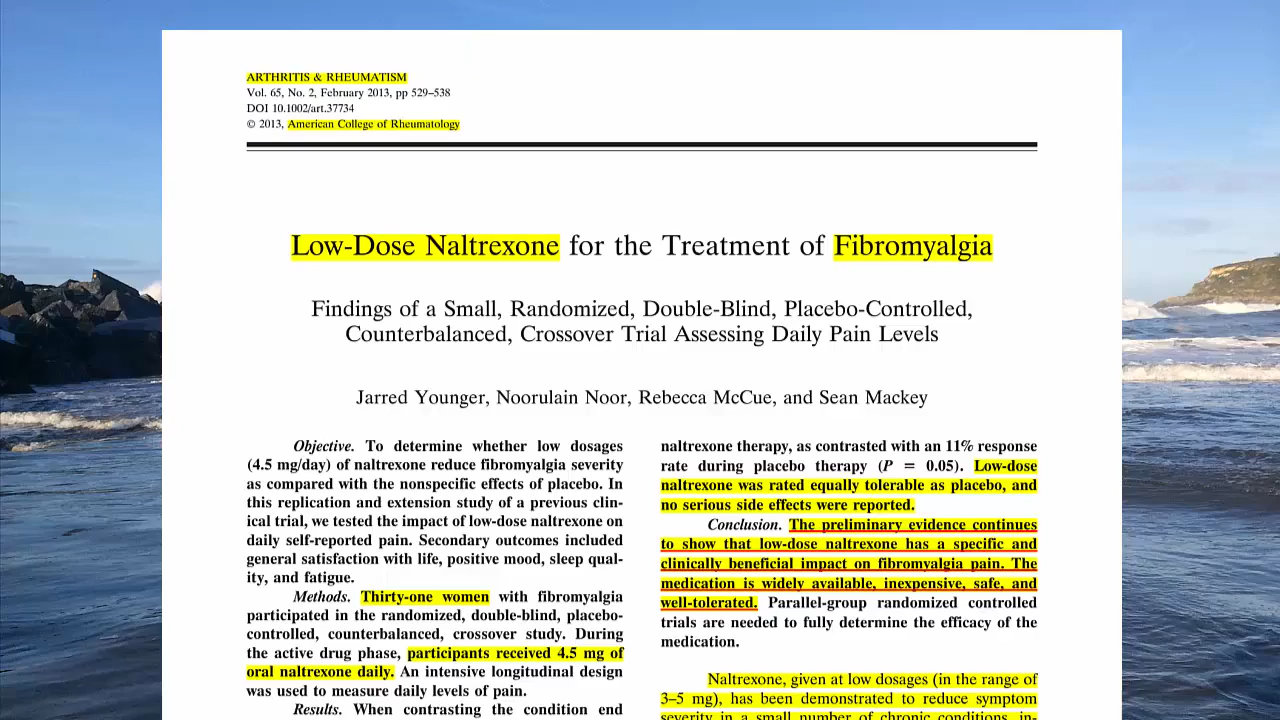 ARTHRITIS & RHEUMATISM
Vol. 65, No. 2, February 2013, pp 529–538
DOI 10.1002/art.37734
© 2013, American College of Rheumatology
Low-Dose Naltrexone for the Treatment of Fibromyalgia
Findings of a Small, Randomized, Double-Blind, Placebo-Controlled,
Counterbalanced, Crossover Trial Assessing Daily Pain Levels
Jarred Younger, Noorulain Noor, Rebecca McCue, and Sean Mackey
Objective. To determine whether low dosages
(4.5 mg/day) of naltrexone reduce fibromyalgia severity
as compared with the nonspecific effects of placebo. In
this replication and extension study of a previous clin-
ical trial, we tested the impact of low-dose naltrexone on
daily self-reported pain. Secondary outcomes included
general satisfaction with life, positive mood, sleep qual-
ity, and fatigue.
Methods. Thirty-one women with fibromyalgia
participated in the randomized, double-blind, placebo-
controlled, counterbalanced, crossover study. During
the active drug phase, participants received 4.5 mg of
oral naltrexone daily. An intensive longitudinal design
was used to measure daily levels of pain.
Results. When contrasting the condition end
naltrexone therapy, as contrasted with an 11% response
rate during placebo therapy (P = 0.05). Low-dose
naltrexone was rated equally tolerable as placebo, and
no serious side effects were reported.
Conclusion. The preliminary evidence continues
to show that low-dose naltrexone has a specific and
clinically beneficial impact on fibromyalgia pain. The
medication is widely available, inexpensive, safe, and
well-tolerated. Parallel-group randomized controlled
trials are needed to fully determine the efficacy of the
medication.
Naltrexone, given at low dosages (in the range of
3–5 mg), has been demonstrated to reduce symptom
severity in a small number of chronic conditions, in-